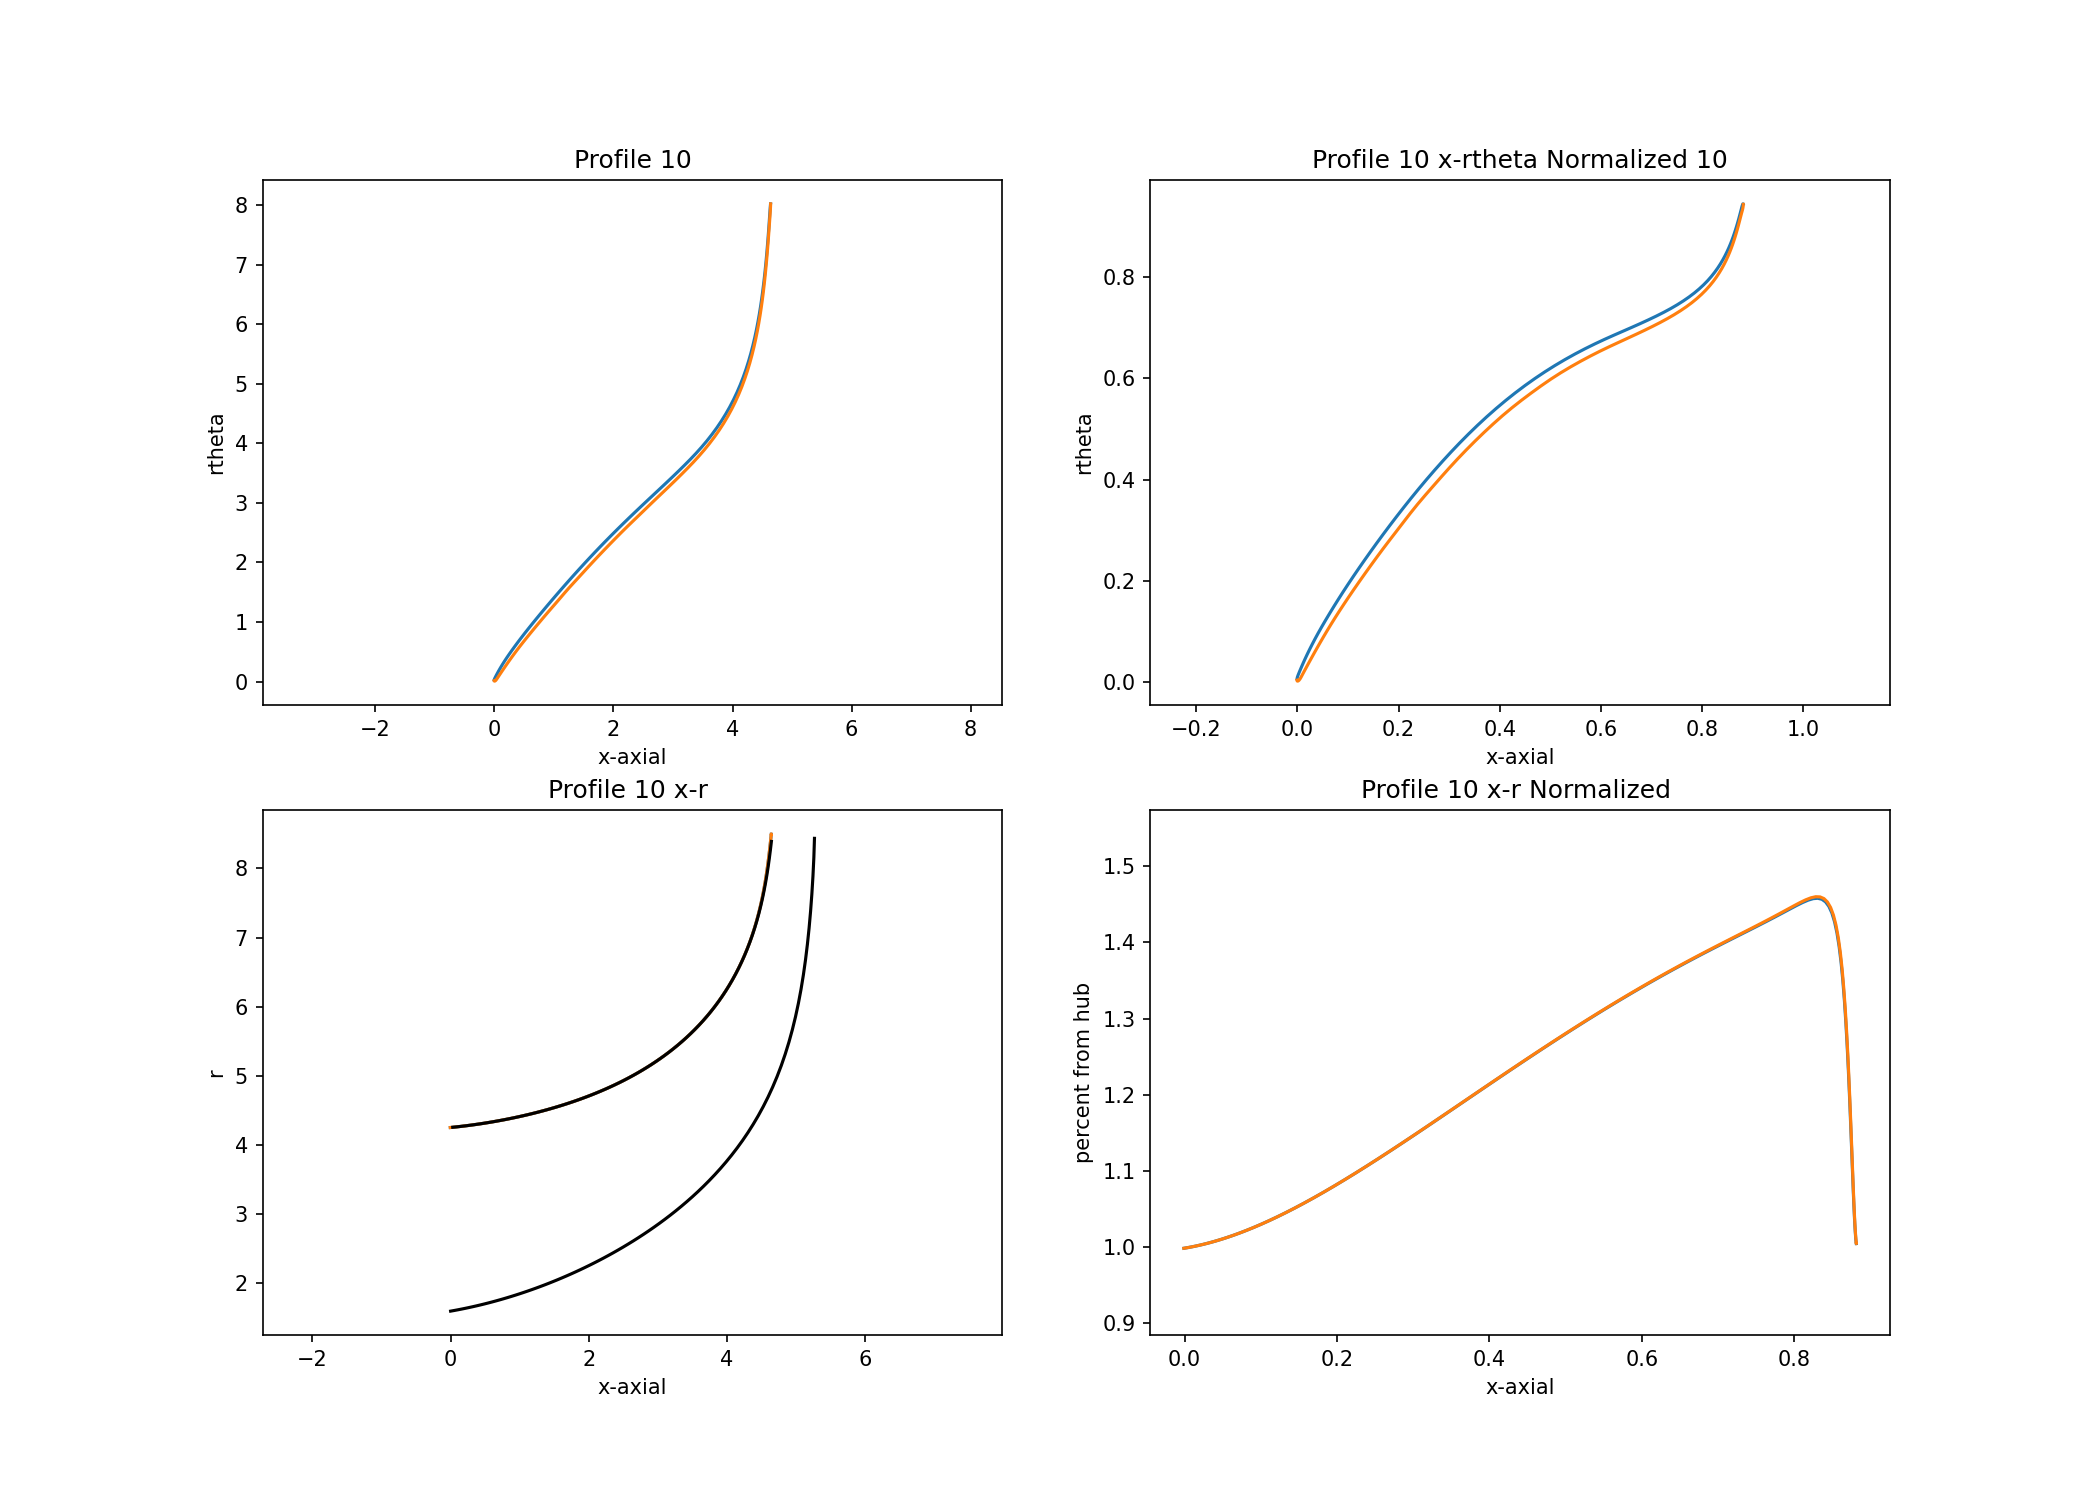 Profile 10
8
7
6
5
4
3
2
1
0
rtheta
−2 0 2 4 6 8
x-axial
Profile 10 x-rtheta Normalized 10
0.8
0.6
0.4
0.2
0.0
rtheta
−0.2 0.0 0.2 0.4 0.6 0.8 1.0
x-axial
Profile 10 x-r
8
7
6
5
4
3
2
r
−2 0 2 4 6
x-axial
Profile 10 x-r Normalized
1.5
1.4
1.3
1.2
1.1
1.0
0.9
percent from hub
0.0 0.2 0.4 0.6 0.8
x-axial